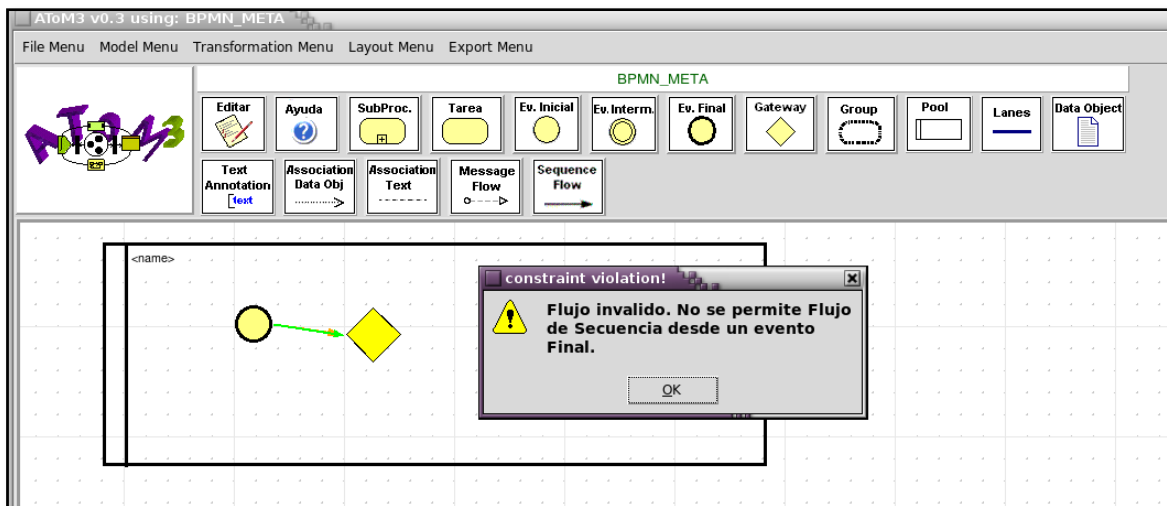 AToM3 v0.3 using: BPMN_META
File Menu Model Menu Transformation Menu Layout Menu Export Menu
BPMN_META
AToM3
Editar
Ayuda
SubProc.
Tarea
Ev. Inicial
Ev.Interm.
Ev. Final
Gateway
Group
Pool
Lanes
Data Object
Text
Annotation
text
Association
Data Obj
Association
Text
Message
Flow
Sequence
Flow
<name>
constraint violation!
Flujo invalido. No se permite Flujo
de Secuencia desde un evento
Final.
OK